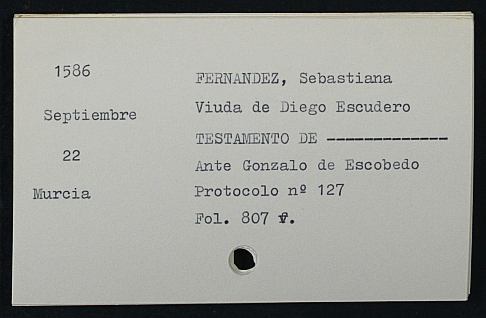 1586
Septiembre
22
Murcia
FERNANDEZ, Sebastiana
Viuda de Diego Escudero
TESTAMENTO DE -------------
Ante Gonzalo de Escobedo
Protocolo nº 127
Fol. 807 v.